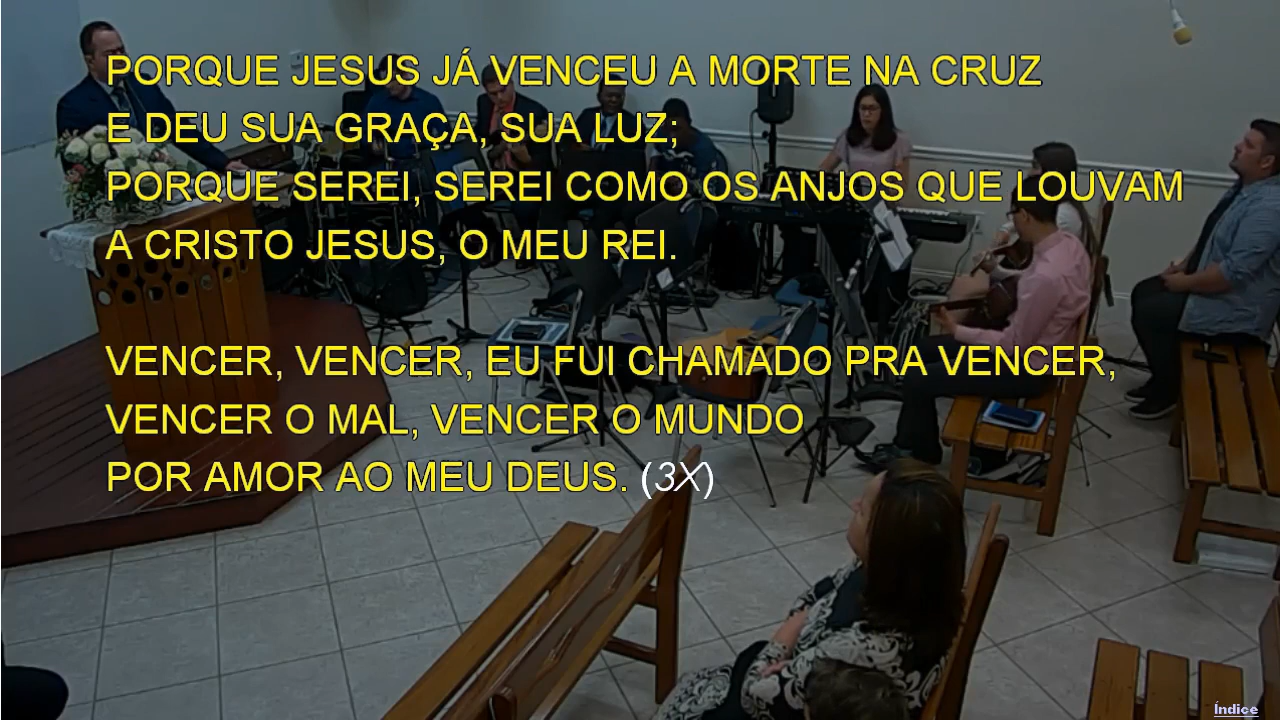 PORQUE JESUS JÁ VENCEU A MORTE NA CRUZ
E DEU SUA GRAÇA, SUA LUZ;
PORQUE SEREI, SEREI COMO OS ANJOS QUE LOUVAM
A CRISTO JESUS, O MEU REI.
VENCER, VENCER, EU FUI CHAMADO PRA VENCER,
VENCER O MAL, VENCER O MUNDO
POR AMOR AO MEU DEUS. (3X)
Índice